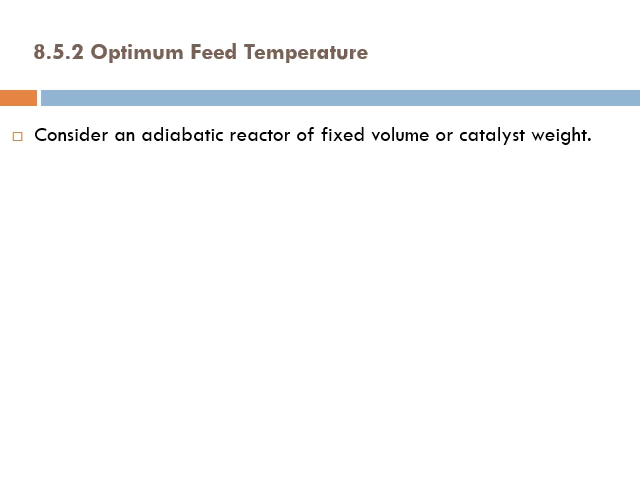 8.5.2 Optimum Feed Temperature
Consider an adiabatic reactor of fixed volume or catalyst weight.